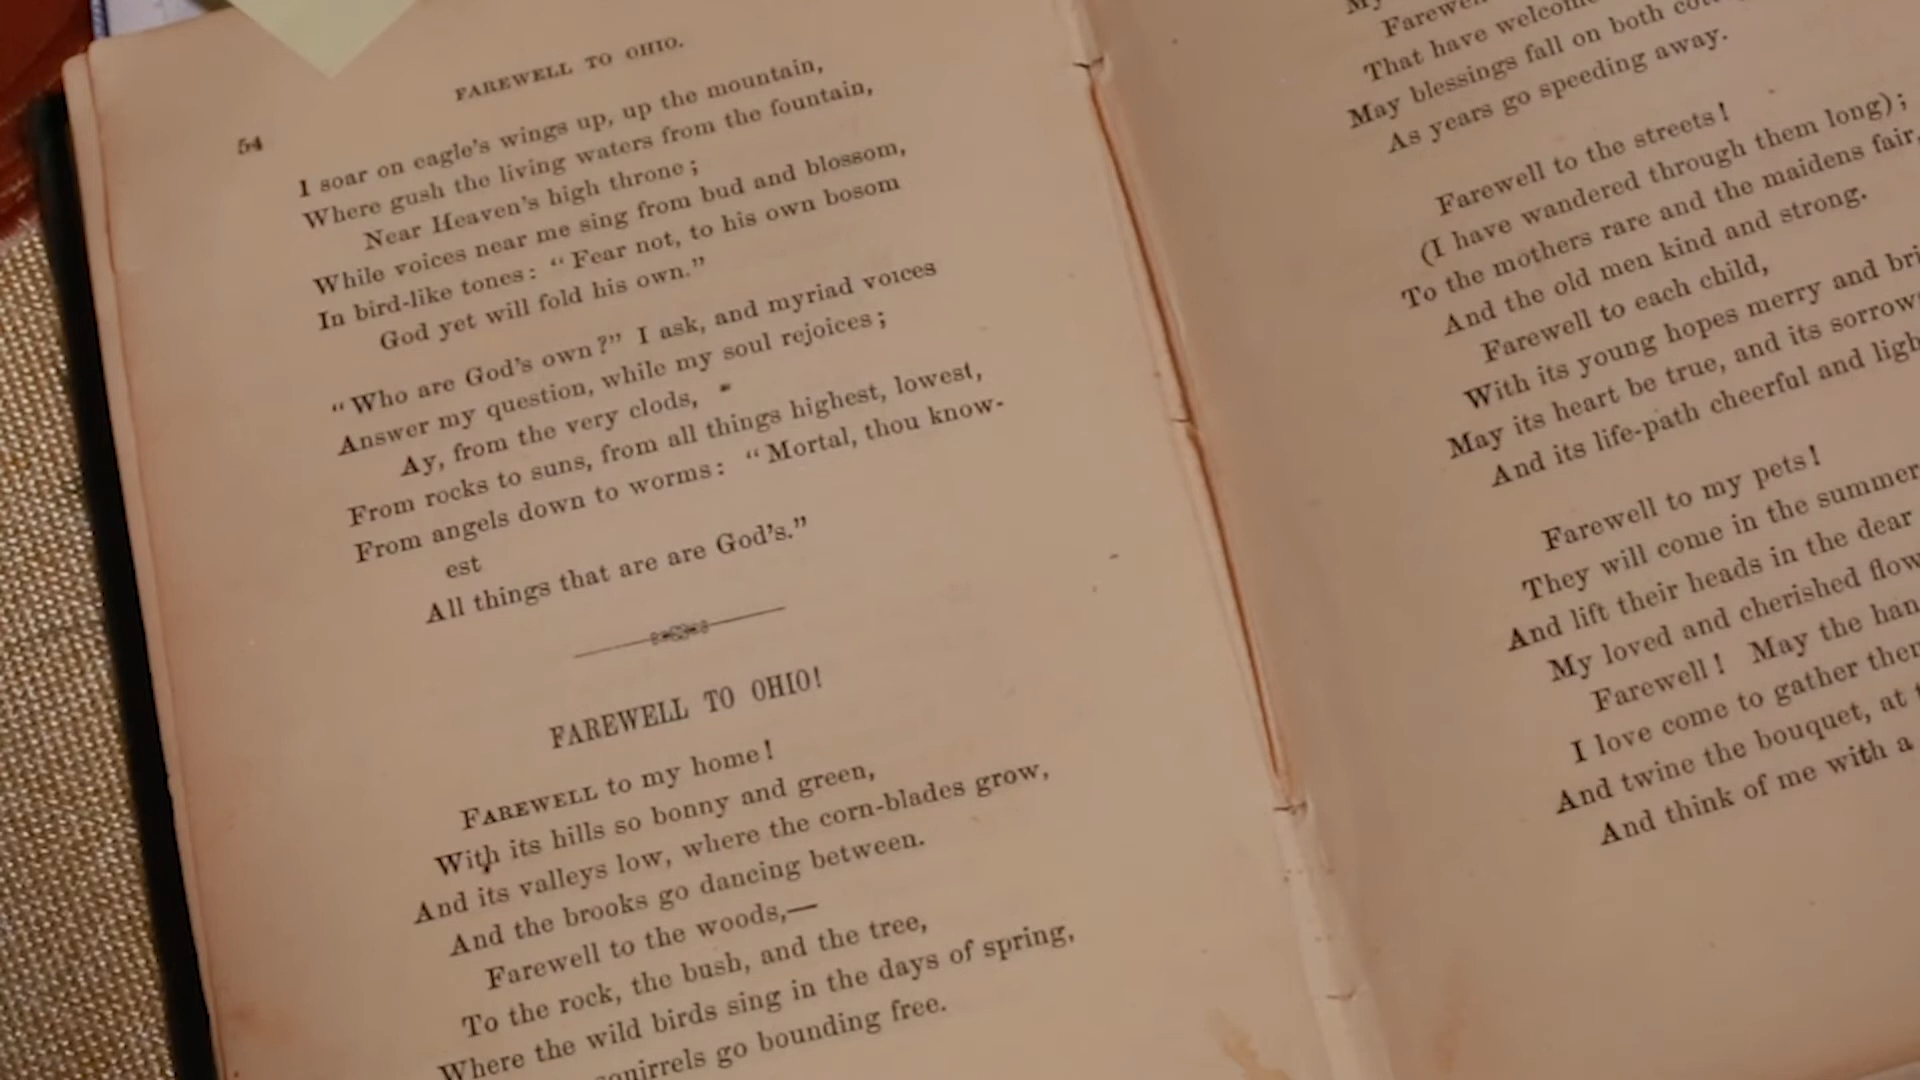 54
FAREWELL TO OHIO.
I soar on eagle's wings up, up the mountain,
Where gush the living waters from the fountain,
Near Heaven's high throne;
While voices near me sing from bud and blossom,
In bird-like tones: "Fear not, to his own bosom
God yet will fold his own."
"Who are God's own?" I ask, and myriad voices
Answer my question, while my soul rejoices;
Ay, from the very clods,
From rocks to suns, from all things highest, lowest,
From angels down to worms: "Mortal, thou know-
est
All things that are are God's."
FAREWELL TO OHIO!
FAREWELL to my home!
With its hills so bonny and green,
And its valleys low, where the corn-blades grow,
And the brooks go dancing between.
Farewell to the woods,—
To the rock, the bush, and the tree,
Where the wild birds sing in the days of spring,
go bounding free.
My
That have welcome
May blessings fall on both
As years go speeding away.
Farewell to the streets!
(I have wandered through them long);
To the mothers rare and the maidens fair,
And the old men kind and strong.
Farewell to each child,
With its young hopes merry and
May its heart be true, and its
And its life-path cheerful and
Farewell to my pets!
They will come in the summer
And lift their heads in the dear
My loved and cherished
Farewell! May the
I love come to gather
And twine the bouquet, at
And think of me with a